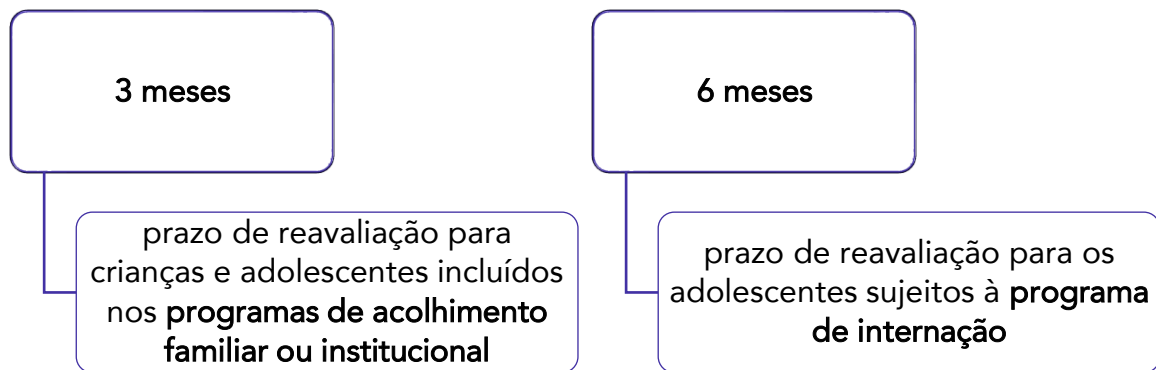 3 meses
prazo de reavaliação para
crianças e adolescentes incluídos
nos programas de acolhimento
familiar ou institucional
6 meses
prazo de reavaliação para os
adolescentes sujeitos à programa
de internação